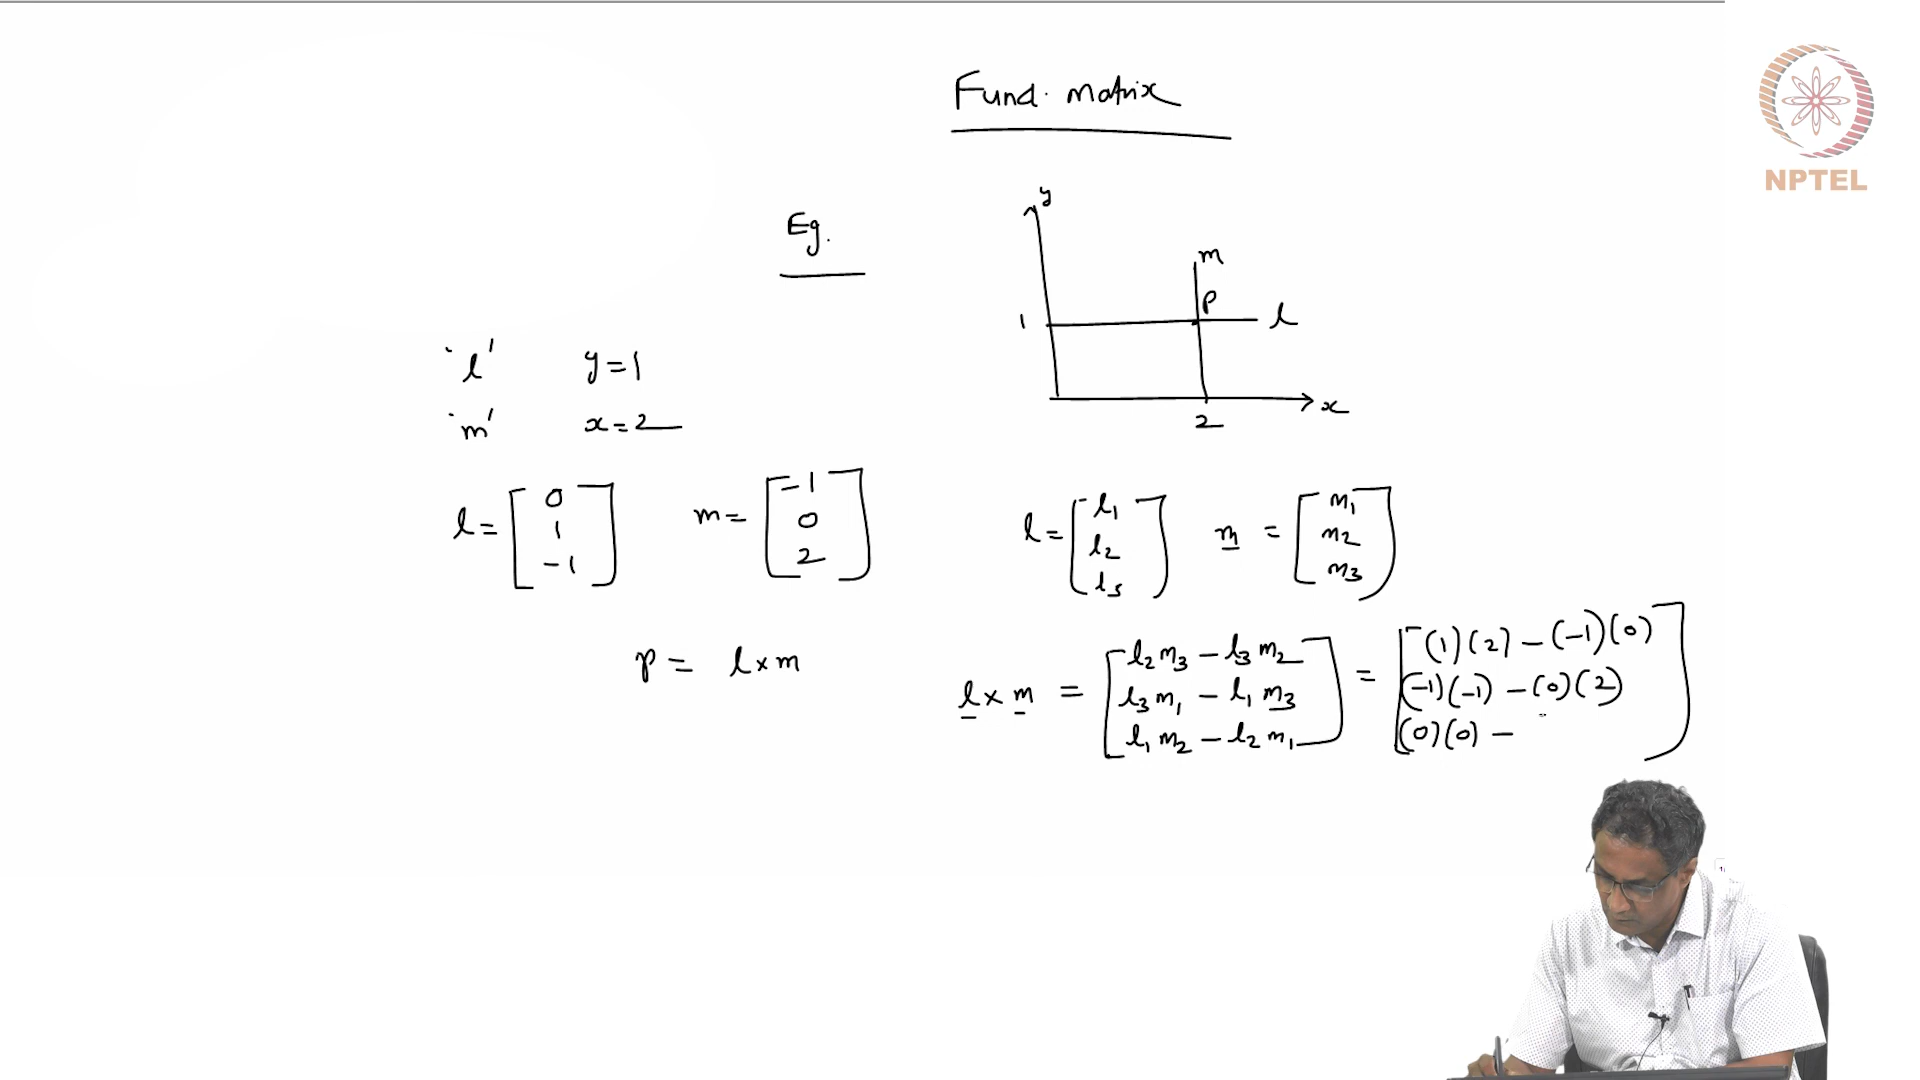 Fund. matrix
NPTEL
Eg.
y
m
P
1
l
x
2
'l' y=1
'm' x=2
l = [0 1 -1] m = [-1 0 2]
l = [l₁ l₂ l₃] m = [m₁ m₂ m₃]
p = l×m
l×m = [l₂m₃ - l₃m₂
l₃m₁ - l₁m₃
l₁m₂ - l₂m₁] = [(1)(2) - (-1)(0)
(-1)(-1) - (0)(2)
(0)(0) - ]